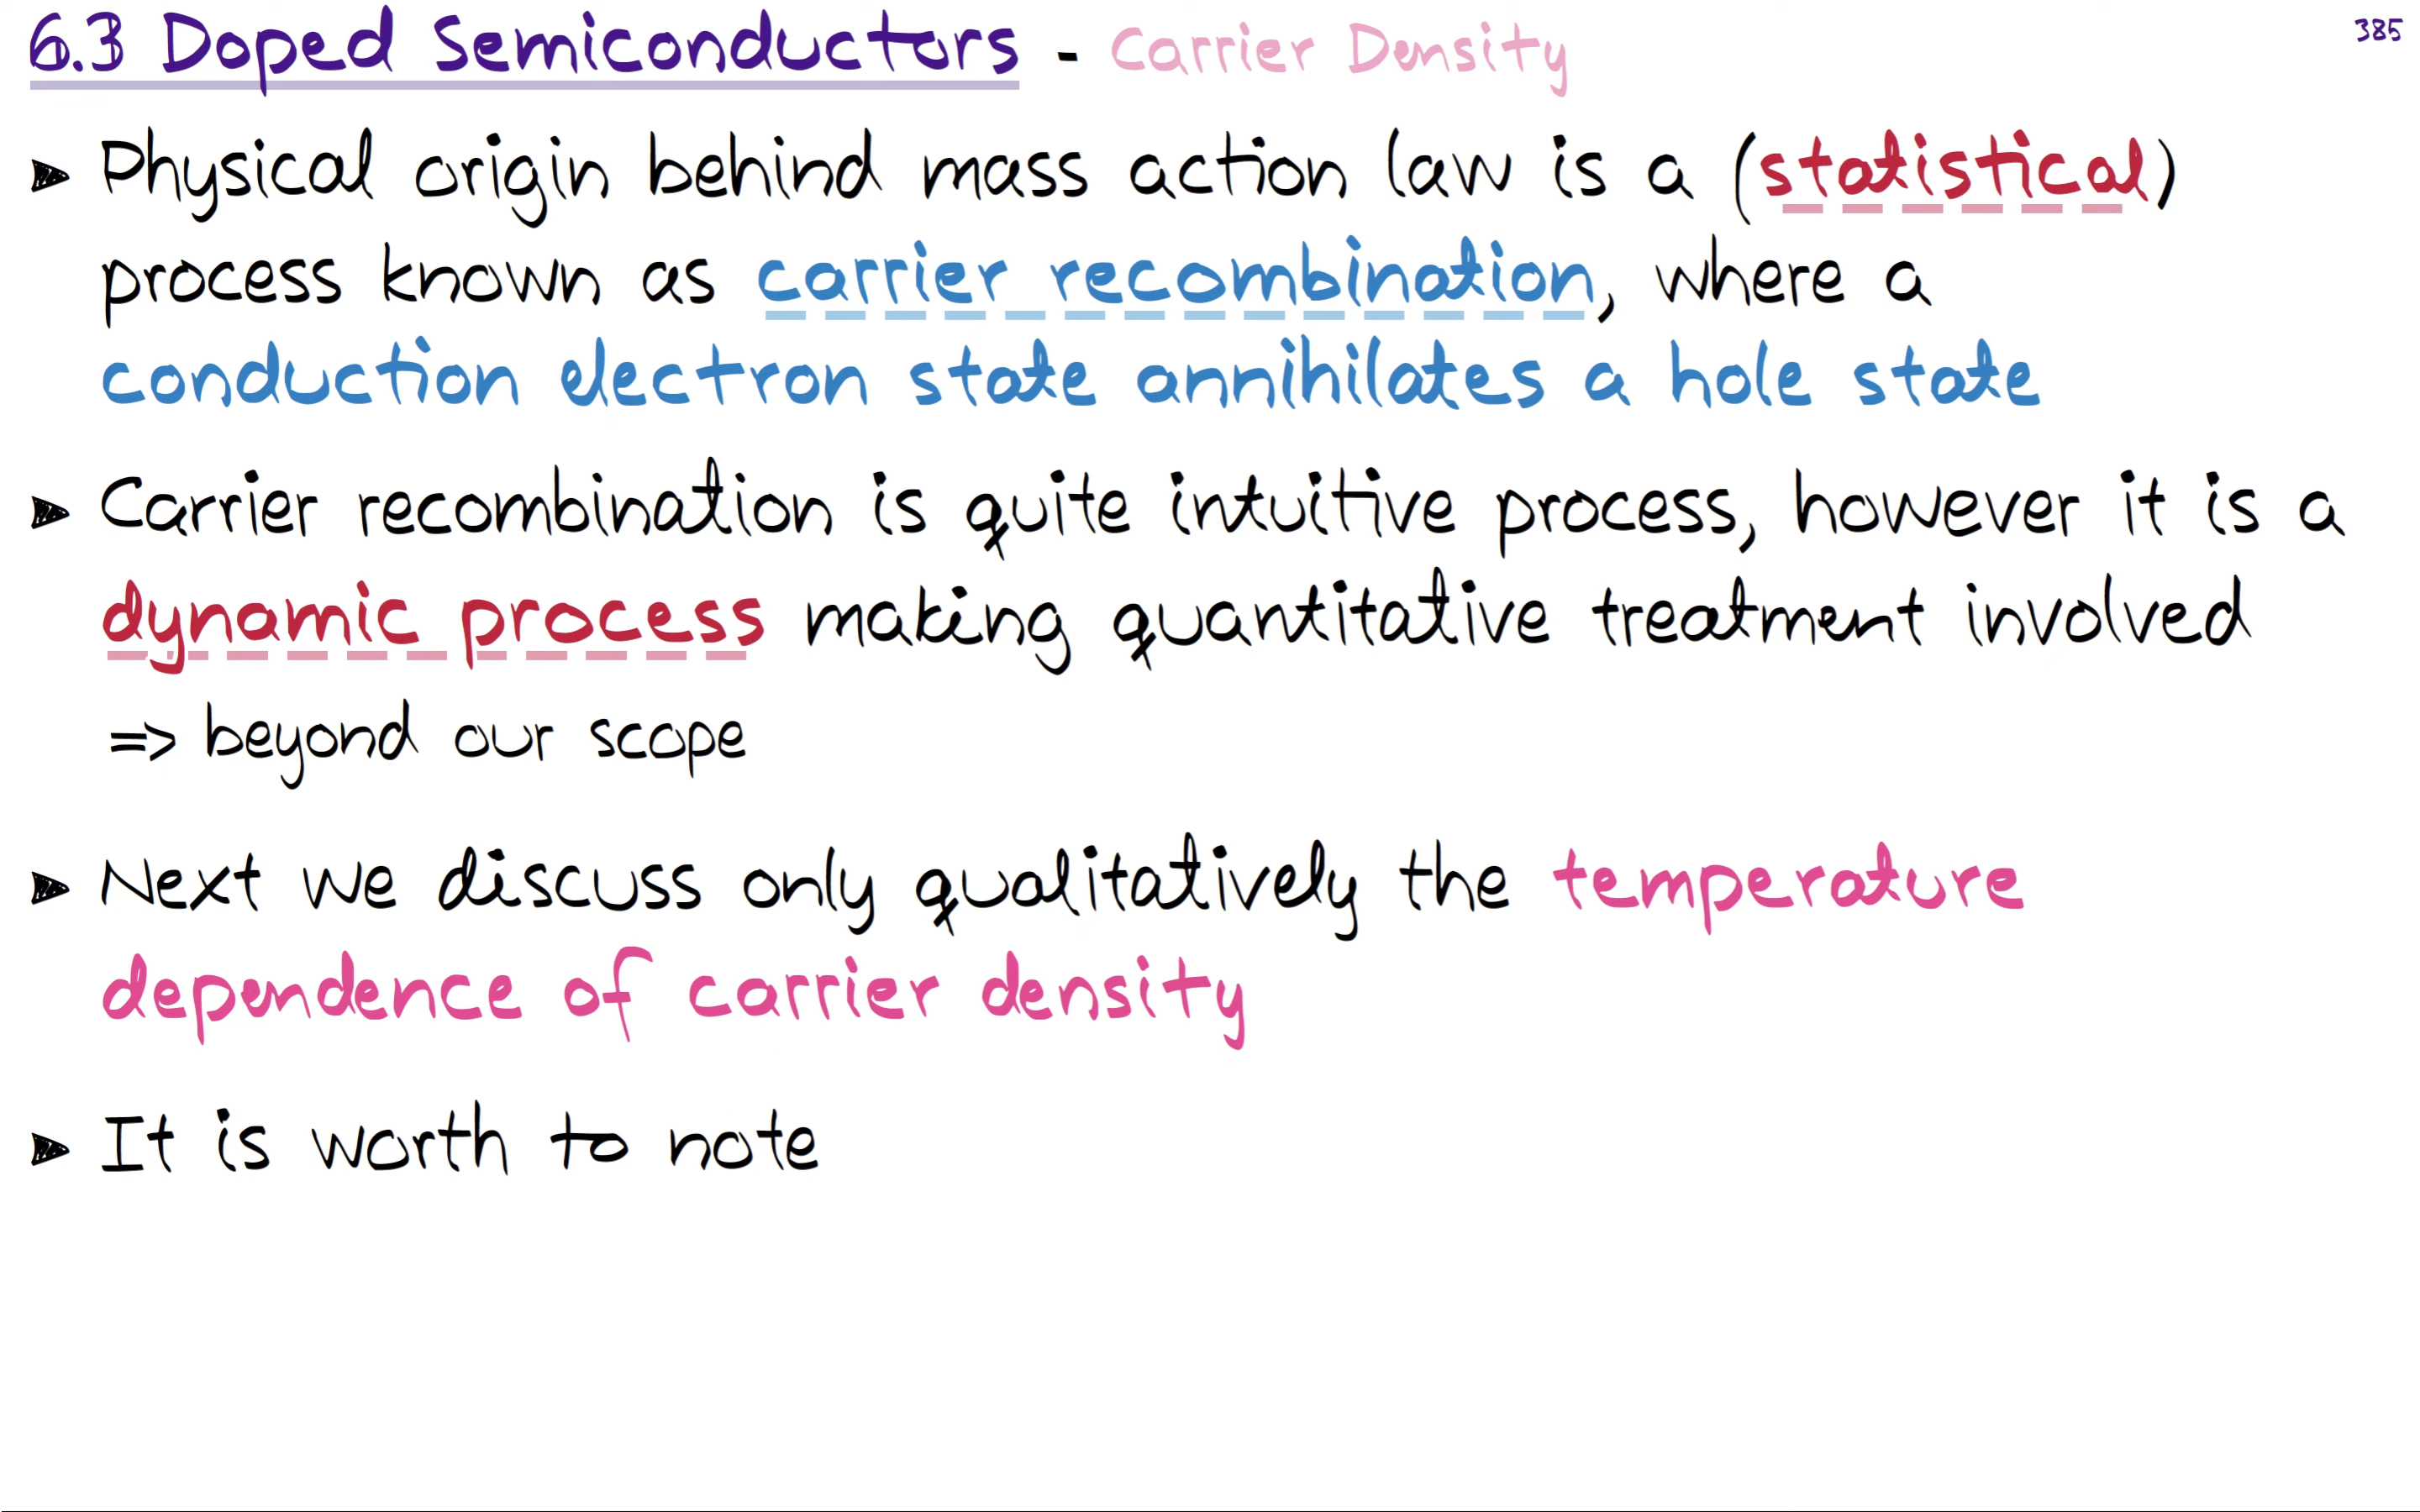 6.3 Doped Semiconductors - Carrier Density
385
Physical origin behind mass action law is a (statistical)
process known as carrier recombination, where a
conduction electron state annihilates a hole state
Carrier recombination is quite intuitive process, however it is a
dynamic process making quantitative treatment involved
=> beyond our scope
Next we discuss only qualitatively the temperature
dependence of carrier density
It is worth to note